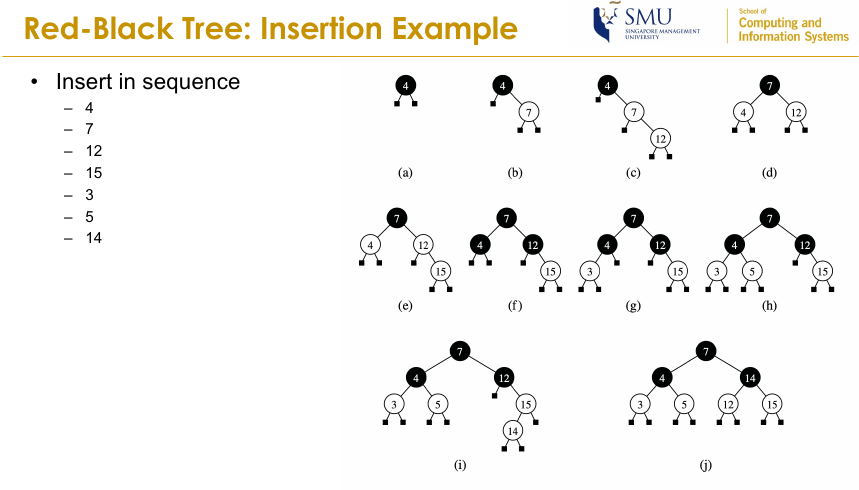 Red-Black Tree: Insertion Example
SMU
SINGAPORE MANAGEMENT
UNIVERSITY
School of
Computing and
Information Systems
• Insert in sequence
– 4
– 7
– 12
– 15
– 3
– 5
– 14
4
(a)
4
7
(b)
4
7
12
(c)
7
4 12
(d)
7
4 12
15
(e)
7
4 12
15
(f)
7
4 12
3 15
(g)
7
4 12
3 5 15
(h)
7
4 12
3 5 15
14
(i)
7
4 14
3 5 12 15
(j)